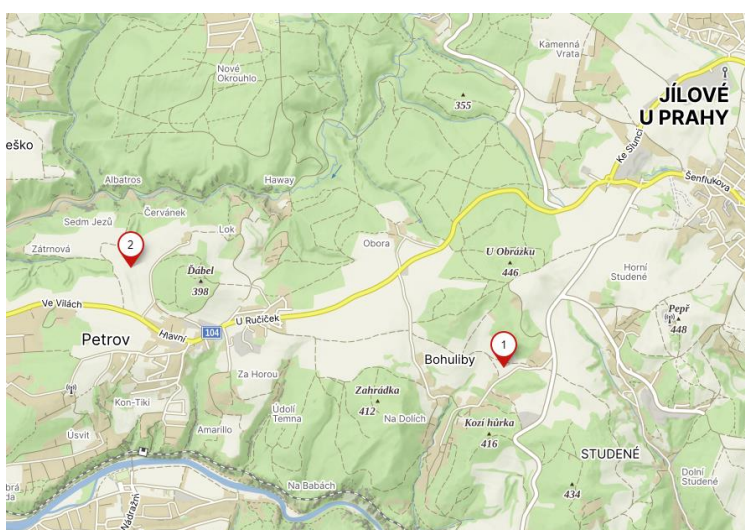 Nové
Okrouhlo
Kamenná
Vrata
355
JÍLOVÉ
U PRAHY
Ke Slunci
Šenflukova
eško
Albatros
Haway
Sedm Jezů
Červánek
Lok
Zátrnová
2
Ďábel
398
Obora
U Obrázku
446
Horní
Studené
Pepř
448
Ve Vilách
Hlavní
104
U Ručiček
Petrov
1
Bohuliby
Za Horou
Zahrádka
412
Na Dolích
Kozí hůrka
416
Kon-Tiki
Údolí
Temna
Úsvit
Amarillo
STUDENÉ
434
Dolní
Studené
Na Babách
brá
da
Nádražní